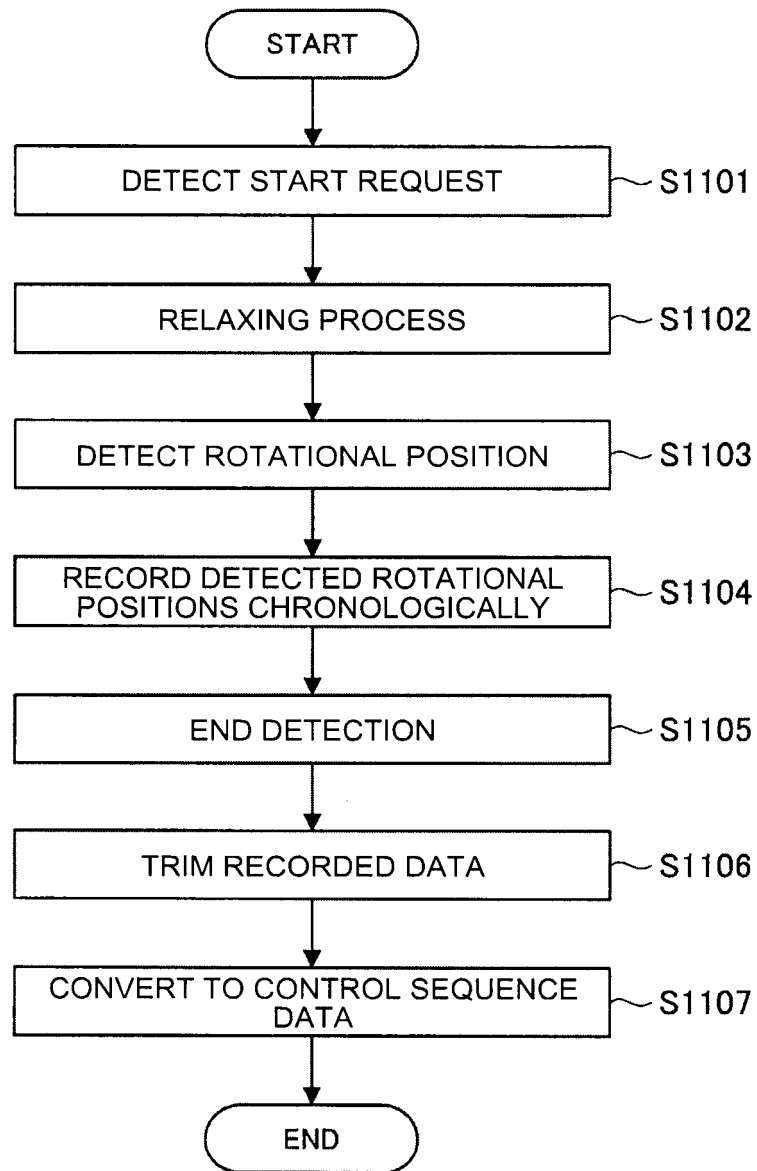 START
DETECT START REQUEST
S1101
RELAXING PROCESS
S1102
DETECT ROTATIONAL POSITION
S1103
RECORD DETECTED ROTATIONAL
POSITIONS CHRONOLOGICALLY
S1104
END DETECTION
S1105
TRIM RECORDED DATA
S1106
CONVERT TO CONTROL SEQUENCE
DATA
S1107
END